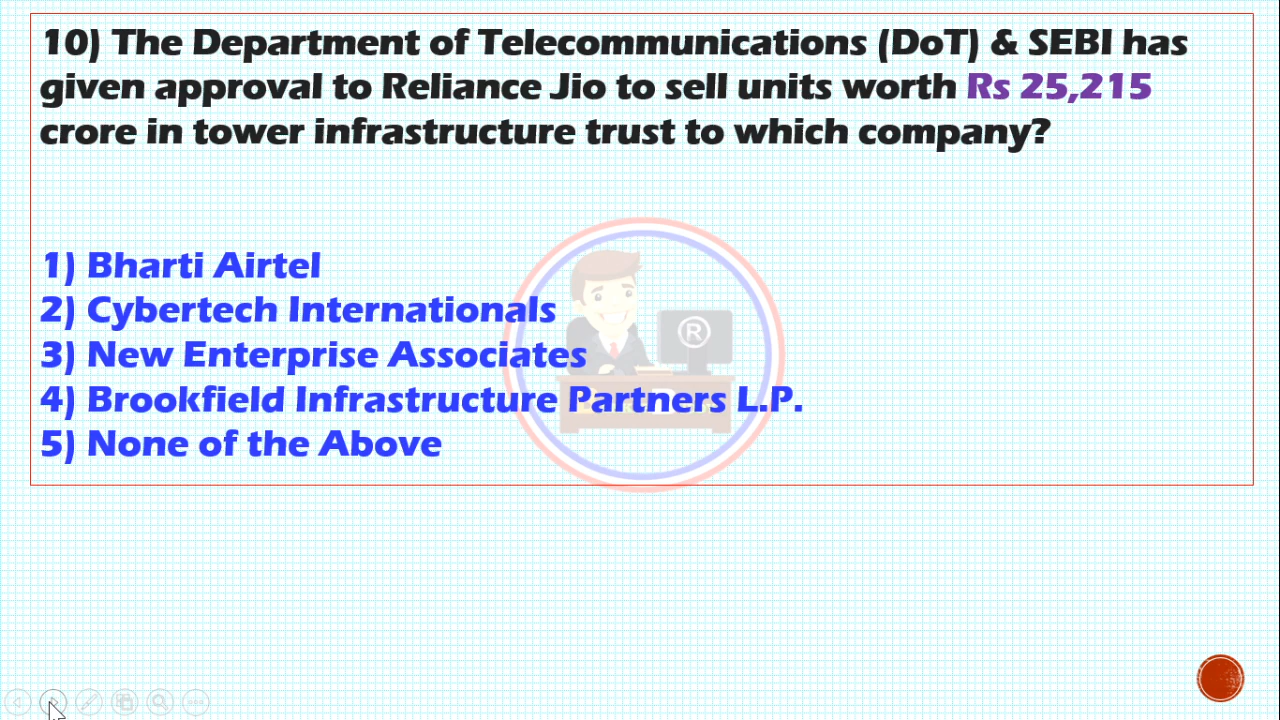 10) The Department of Telecommunications (DoT) & SEBI has
given approval to Reliance Jio to sell units worth Rs 25,215
crore in tower infrastructure trust to which company?
1) Bharti Airtel
2) Cybertech Internationals
3) New Enterprise Associates
4) Brookfield Infrastructure Partners L.P.
5) None of the Above
®